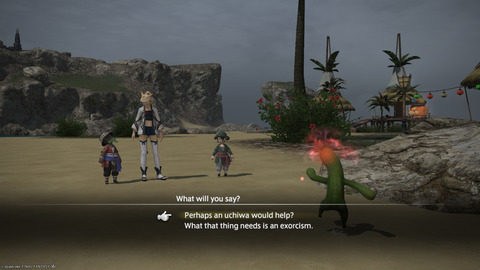 What will you say?
Perhaps an uchiwa would help?
What that thing needs is an exorcism.